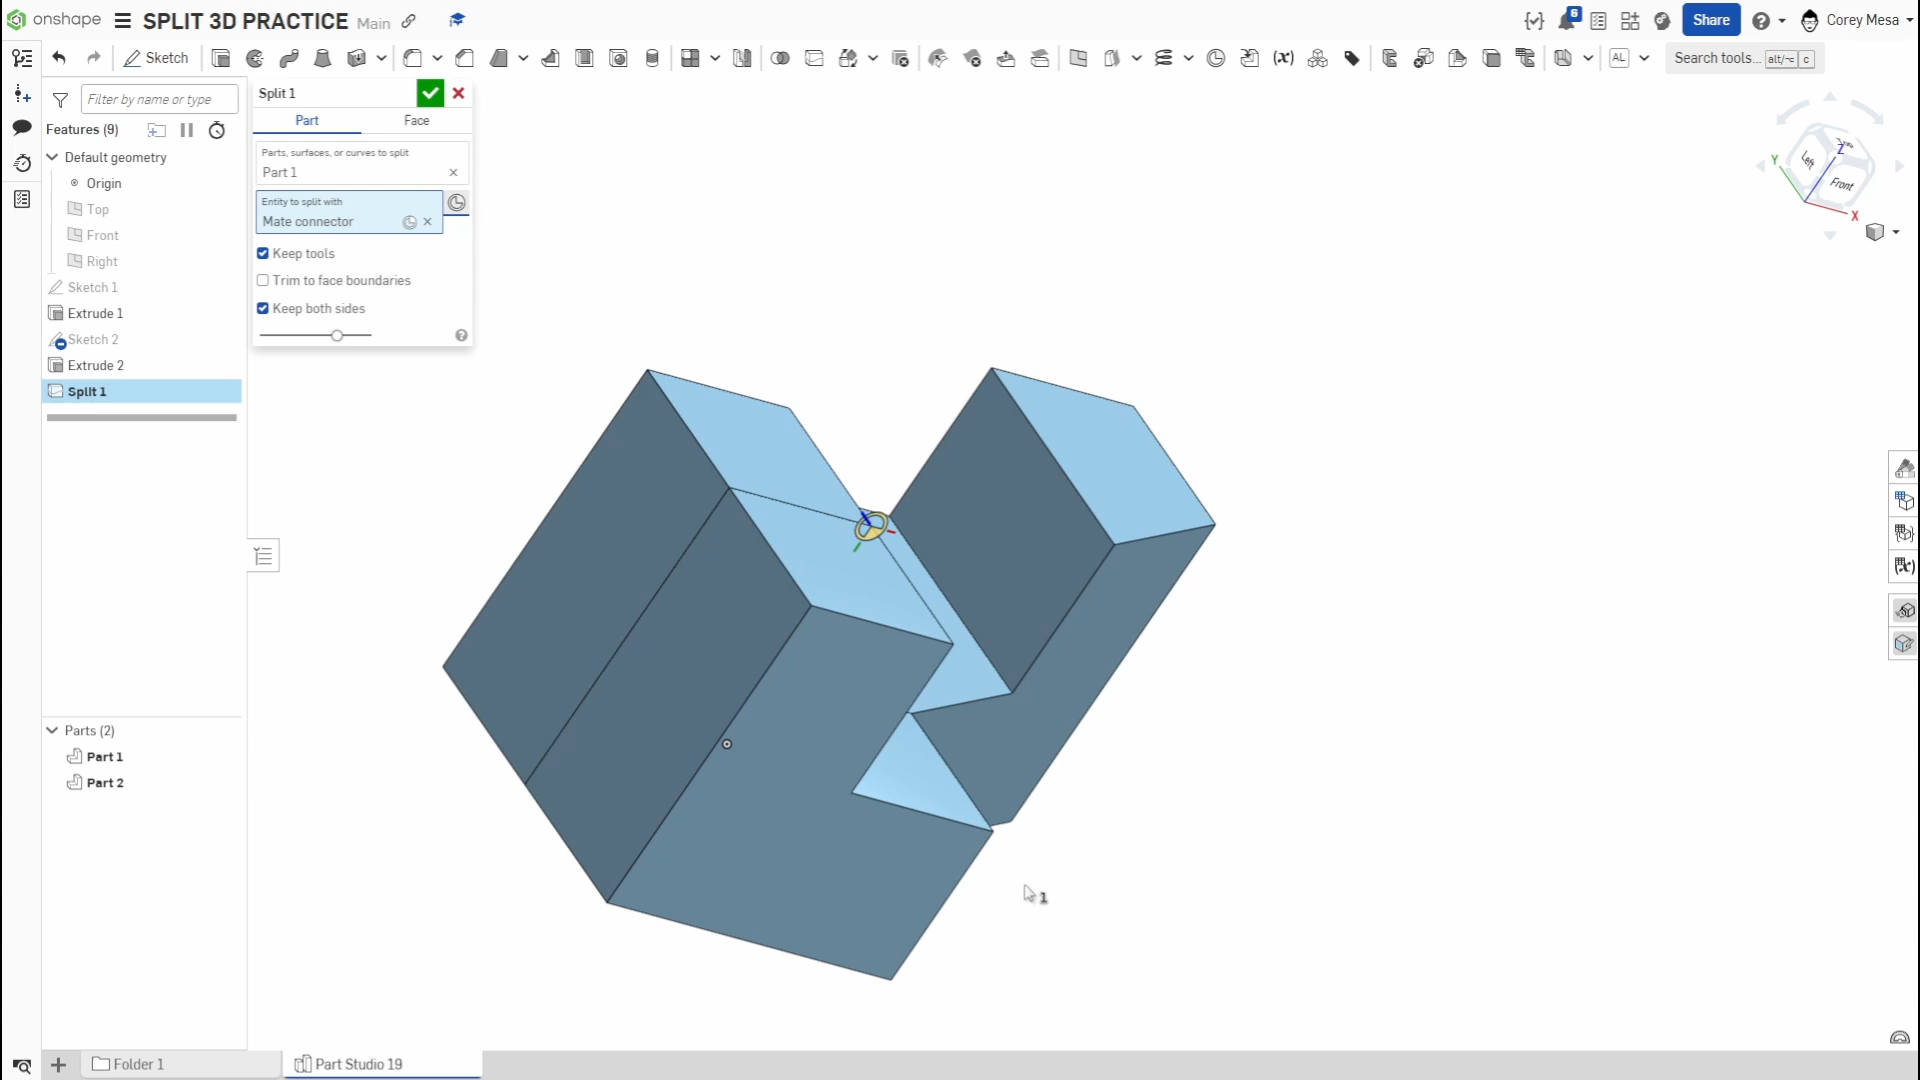 onshape
SPLIT 3D PRACTICE Main
6
Share
Corey Mesa
Sketch
AL
Search tools... alt/⌥ c
Filter by name or type
Features (9)
Default geometry
Origin
Top
Front
Right
Sketch 1
Extrude 1
Sketch 2
Extrude 2
Split 1
Split 1
Part Face
Parts, surfaces, or curves to split
Part 1
Entity to split with
Mate connector
Keep tools
Trim to face boundaries
Keep both sides
Z
Y
Left
Front
X
1
Parts (2)
Part 1
Part 2
Folder 1
Part Studio 19